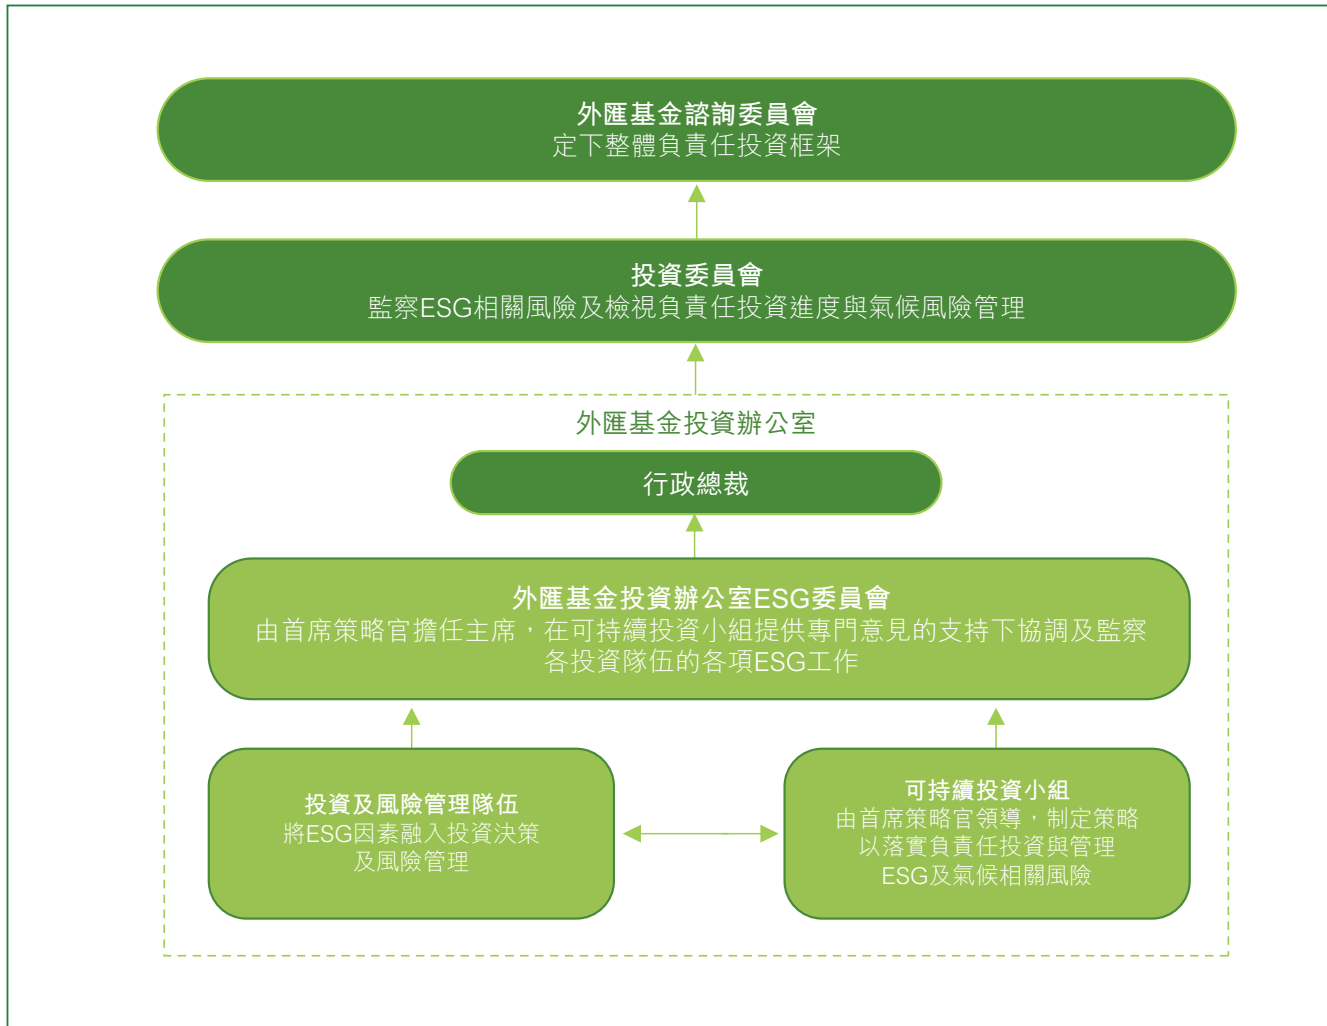 外匯基金諮詢委員會
定下整體負責任投資框架
投資委員會
監察ESG相關風險及檢視負責任投資進度與氣候風險管理
外匯基金投資辦公室
行政總裁
外匯基金投資辦公室ESG委員會
由首席策略官擔任主席，在可持續投資小組提供專門意見的支持下協調及監察
各投資隊伍的各項ESG工作
投資及風險管理隊伍
將ESG因素融入投資決策
及風險管理
可持續投資小組
由首席策略官領導，制定策略
以落實負責任投資與管理
ESG及氣候相關風險